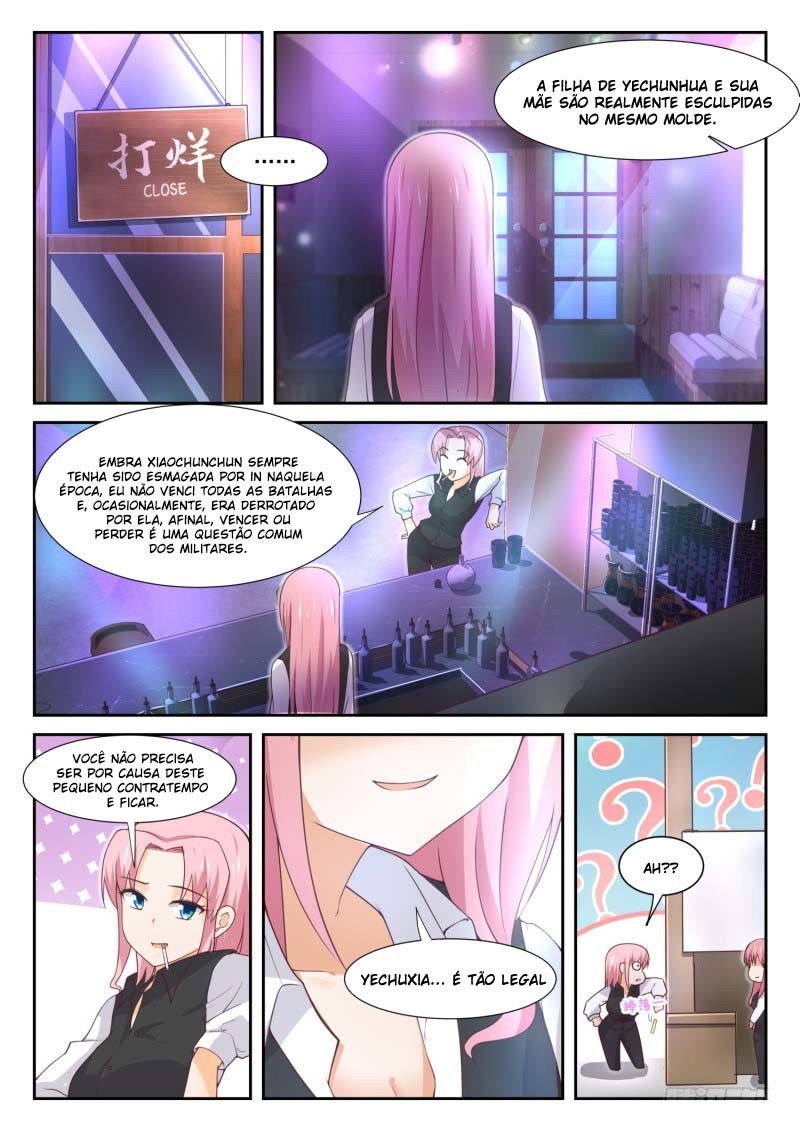 打烊
CLOSE
......
A FILHA DE YECHUNHUA E SUA
MÃE SÃO REALMENTE ESCULPIDAS
NO MESMO MOLDE.
EMBRA XIAOCHUNCHUN SEMPRE
TENHA SIDO ESMAGADA POR IN NAQUELA
ÉPOCA, EU NÃO VENCI TODAS AS BATALHAS
E, OCASIONALMENTE, ERA DERROTADO
POR ELA, AFINAL, VENCER OU
PERDER É UMA QUESTÃO COMUM
DOS MILITARES.
VOCÊ NÃO PRECISA
SER POR CAUSA DESTE
PEQUENO CONTRATEMPO
E FICAR.
YECHUXIA... É TÃO LEGAL
AH??
掉落